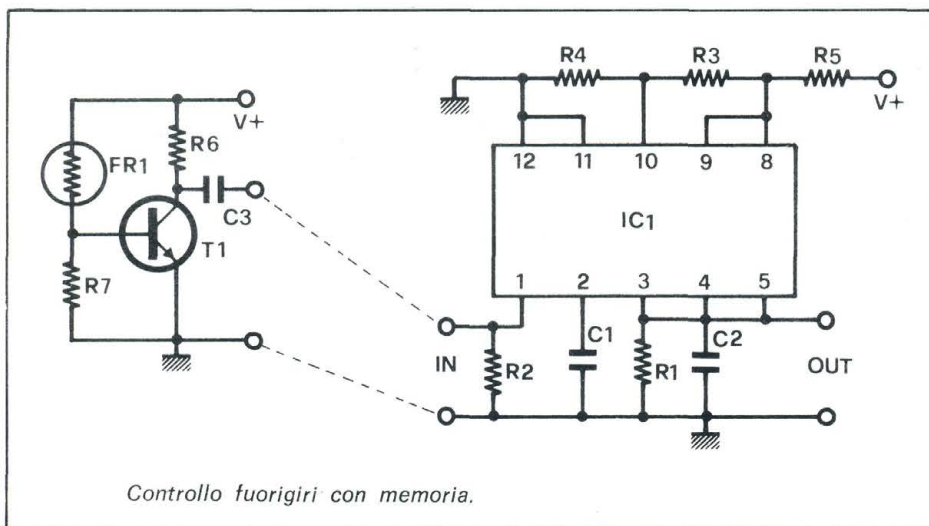 R4 R3 R5
V+ V+
R6
FR1
12 11 10 9 8
C3
IC1
T1
R7
1 2 3 4 5
C1 C2
IN R2 R1 OUT
Controllo fuorigiri con memoria.